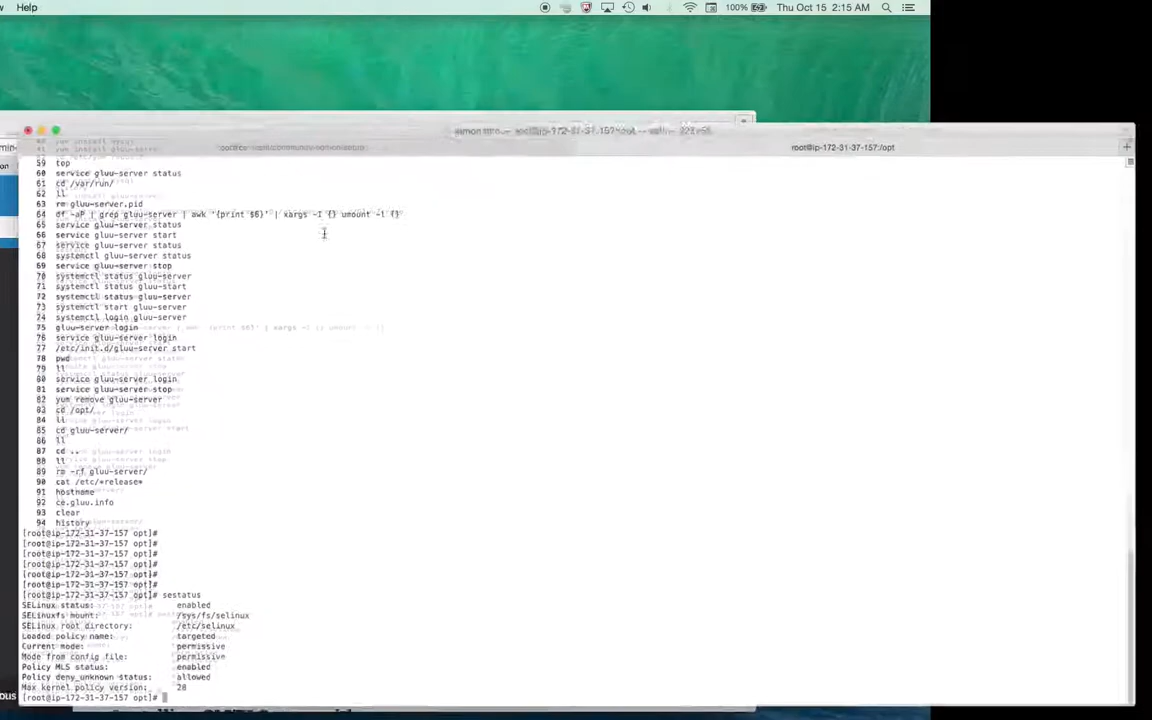 Help
100% Thu Oct 15 2:15 AM
root@ip-172-31-37-157:/opt
59 top
60 service gluu-server status
61 cd /var/run/
62 ll
63 rm gluu-server.pid
64 df -aP | grep gluu-server | awk '{print $6}' | xargs -I {} umount -l {}
65 service gluu-server status
66 service gluu-server start
67 service gluu-server status
68 systemctl gluu-server status
69 service gluu-server stop
70 systemctl status gluu-server
71 systemctl status gluu-start
72 systemctl status gluu-server
73 systemctl start gluu-server
74 systemctl login gluu-server
75 gluu-server login
76 service gluu-server login
77 /etc/init.d/gluu-server start
78 pwd
79 ll
80 service gluu-server login
81 service gluu-server stop
82 yum remove gluu-server
83 cd /opt/
84 ll
85 cd gluu-server/
86 ll
87 cd ..
88 ll
89 rm -rf gluu-server/
90 cat /etc/*release*
91 hostname
92 ce.gluu.info
93 clear
94 history
[root@ip-172-31-37-157 opt]#
[root@ip-172-31-37-157 opt]#
[root@ip-172-31-37-157 opt]#
[root@ip-172-31-37-157 opt]#
[root@ip-172-31-37-157 opt]#
[root@ip-172-31-37-157 opt]#
[root@ip-172-31-37-157 opt]# sestatus
SELinux status: enabled
SELinuxfs mount: /sys/fs/selinux
SELinux root directory: /etc/selinux
Loaded policy name: targeted
Current mode: permissive
Mode from config file: permissive
Policy MLS status: enabled
Policy deny_unknown status: allowed
Max kernel policy version: 28
[root@ip-172-31-37-157 opt]#